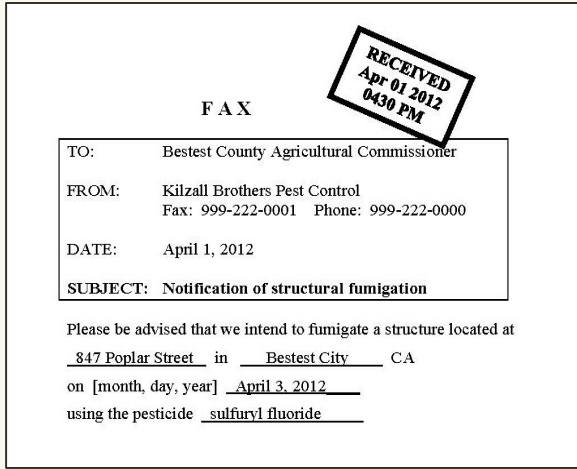 RECEIVED
Apr 01 2012
0430 PM
FAX
TO: Bestest County Agricultural Commissioner
FROM: Kilzall Brothers Pest Control
Fax: 999-222-0001 Phone: 999-222-0000
DATE: April 1, 2012
SUBJECT: Notification of structural fumigation
Please be advised that we intend to fumigate a structure located at
847 Poplar Street in Bestest City CA
on [month, day, year] April 3, 2012
using the pesticide sulfuryl fluoride